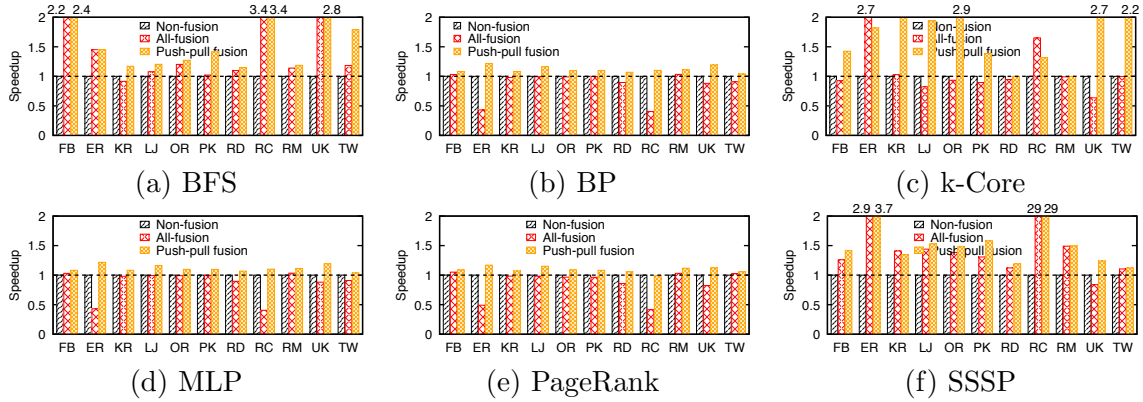 2.2 2.4 3.4 3.4 2.8
Speedup
2
1.5
1
0.5
0
Non-fusion
All-fusion
Push-pull fusion
FB ER KR LJ OR PK RD RC RM UK TW
(a) BFS
Speedup
2
1.5
1
0.5
0
Non-fusion
All-fusion
Push-pull fusion
FB ER KR LJ OR PK RD RC RM UK TW
(b) BP
2.7 2.9 2.7 2.2
Speedup
2
1.5
1
0.5
0
Non-fusion
All-fusion
Push-pull fusion
FB ER KR LJ OR PK RD RC RM UK TW
(c) k-Core
Speedup
2
1.5
1
0.5
0
Non-fusion
All-fusion
Push-pull fusion
FB ER KR LJ OR PK RD RC RM UK TW
(d) MLP
Speedup
2
1.5
1
0.5
0
Non-fusion
All-fusion
Push-pull fusion
FB ER KR LJ OR PK RD RC RM UK TW
(e) PageRank
2.9 3.7 29 29
Speedup
2
1.5
1
0.5
0
Non-fusion
All-fusion
Push-pull fusion
FB ER KR LJ OR PK RD RC RM UK TW
(f) SSSP